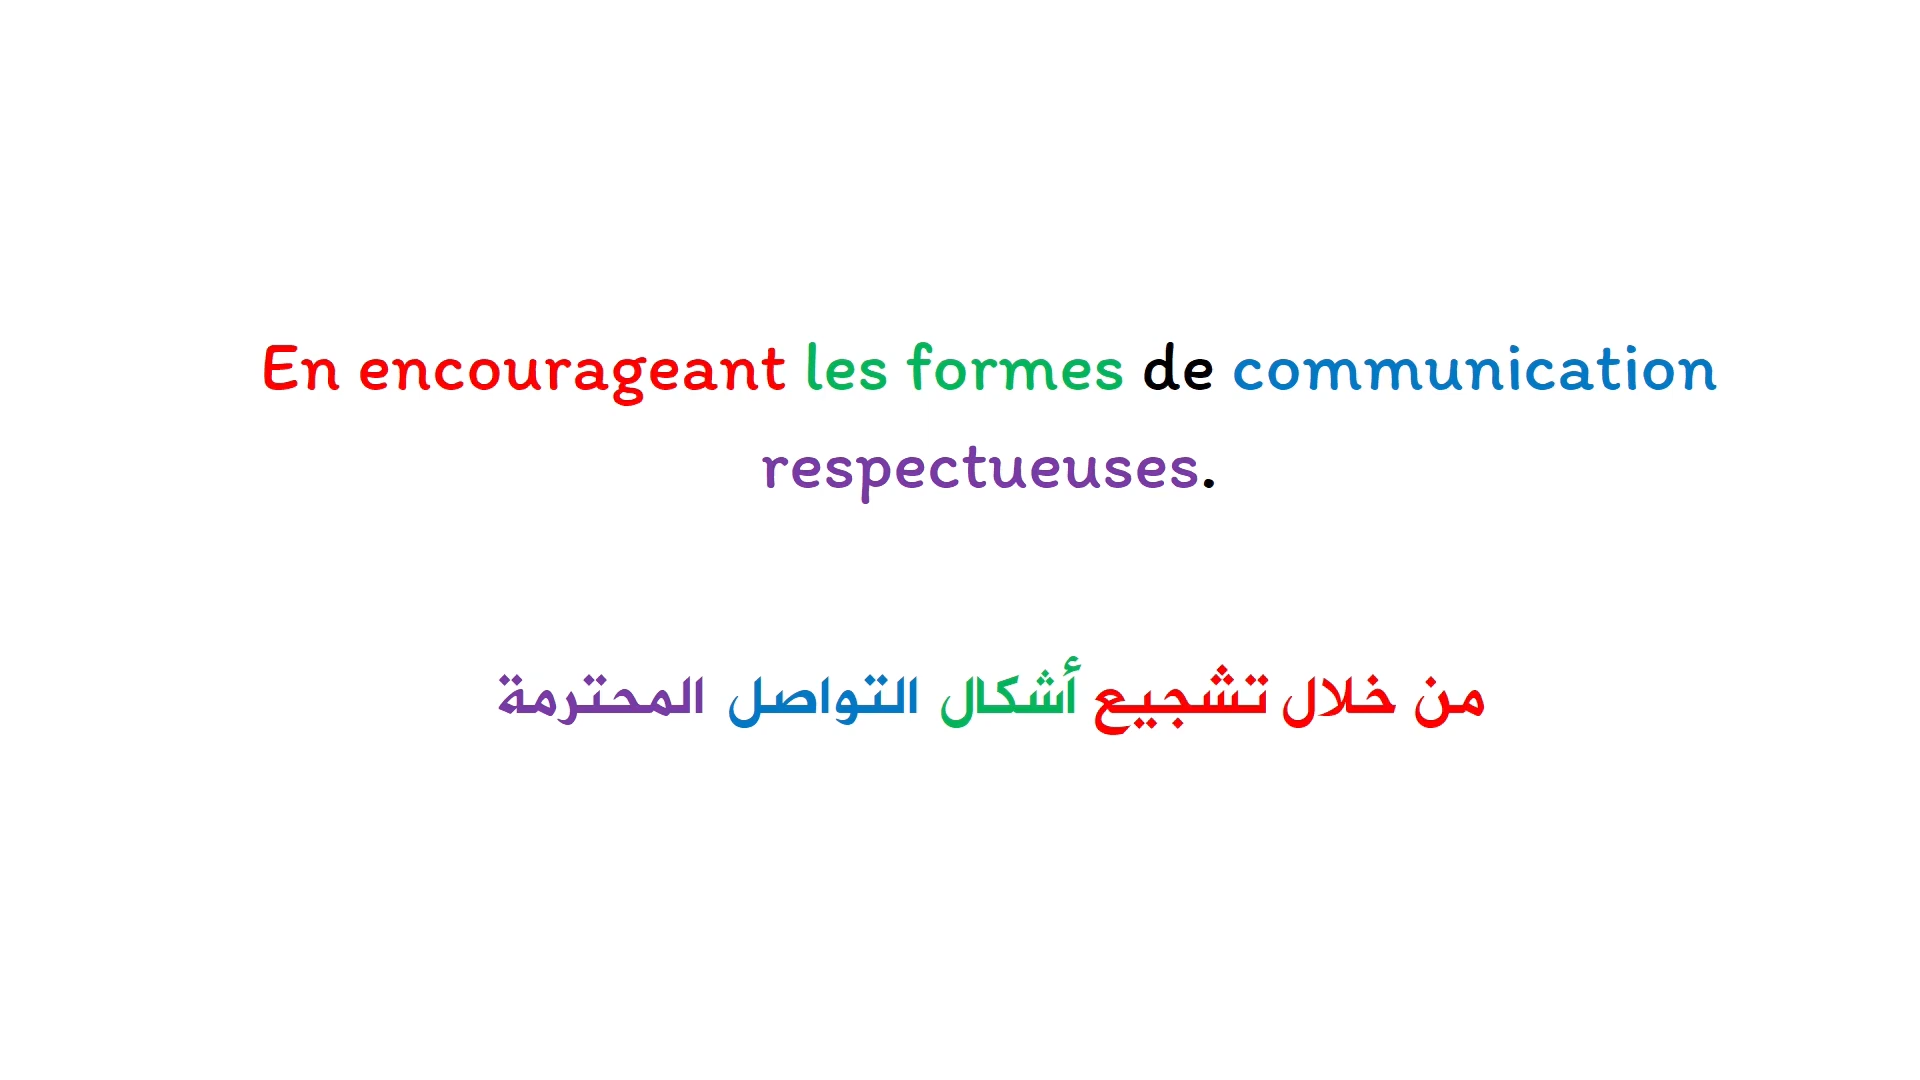 En encourageant les formes de communication
respectueuses.
من خلال تشجيع أشكال التواصل المحترمة